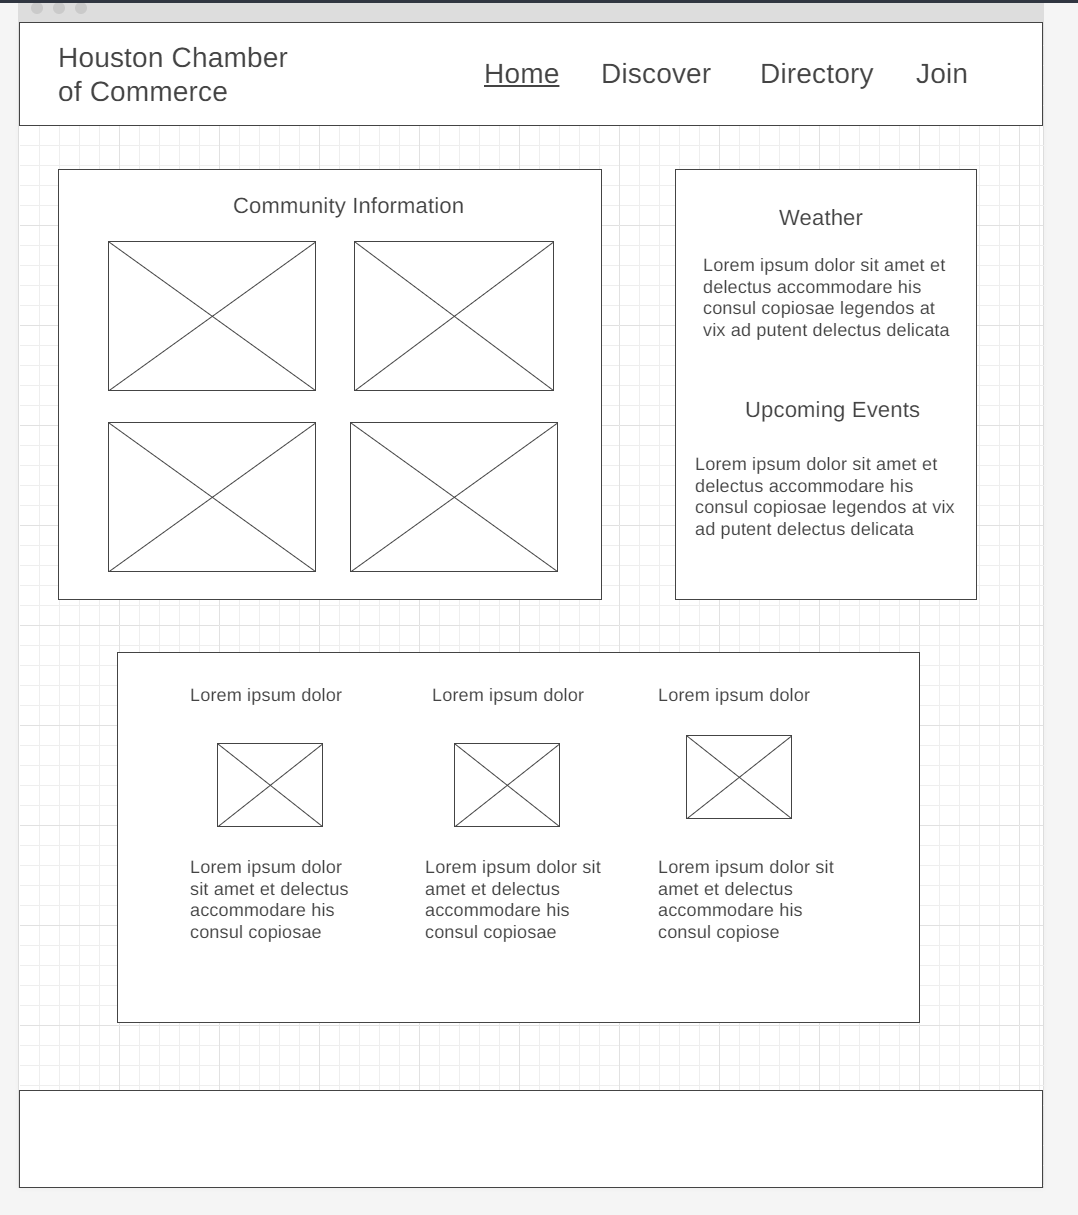 Houston Chamber
of Commerce
Home Discover Directory Join
Community Information
Weather
Lorem ipsum dolor sit amet et
delectus accommodare his
consul copiosae legendos at
vix ad putent delectus delicata
Upcoming Events
Lorem ipsum dolor sit amet et
delectus accommodare his
consul copiosae legendos at vix
ad putent delectus delicata
Lorem ipsum dolor
Lorem ipsum dolor
Lorem ipsum dolor
Lorem ipsum dolor
sit amet et delectus
accommodare his
consul copiosae
Lorem ipsum dolor sit
amet et delectus
accommodare his
consul copiosae
Lorem ipsum dolor sit
amet et delectus
accommodare his
consul copiose